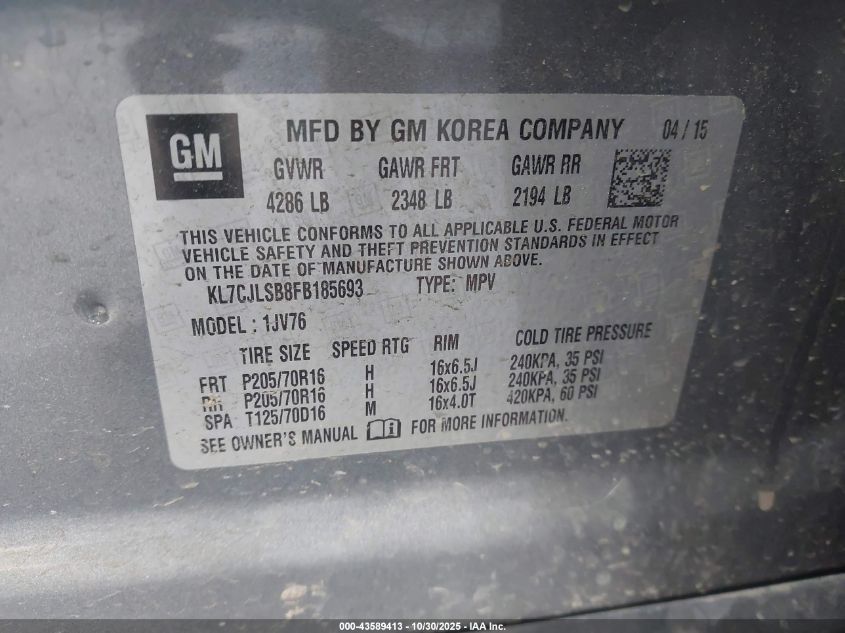 GM
MFD BY GM KOREA COMPANY 04 / 15
GVWR GAWR FRT GAWR RR
4286 LB 2348 LB 2194 LB
THIS VEHICLE CONFORMS TO ALL APPLICABLE U.S. FEDERAL MOTOR
VEHICLE SAFETY AND THEFT PREVENTION STANDARDS IN EFFECT
ON THE DATE OF MANUFACTURE SHOWN ABOVE.
KL7CJLSB8FB185693 TYPE: MPV
MODEL : 1JV76
TIRE SIZE SPEED RTG RIM COLD TIRE PRESSURE
FRT P205/70R16 H 16x6.5J 240KPA, 35 PSI
RR P205/70R16 H 16x6.5J 240KPA, 35 PSI
SPA T125/70D16 M 16x4.0T 420KPA, 60 PSI
SEE OWNER'S MANUAL FOR MORE INFORMATION.
000-43589413 - 10/30/2025 - IAA Inc.